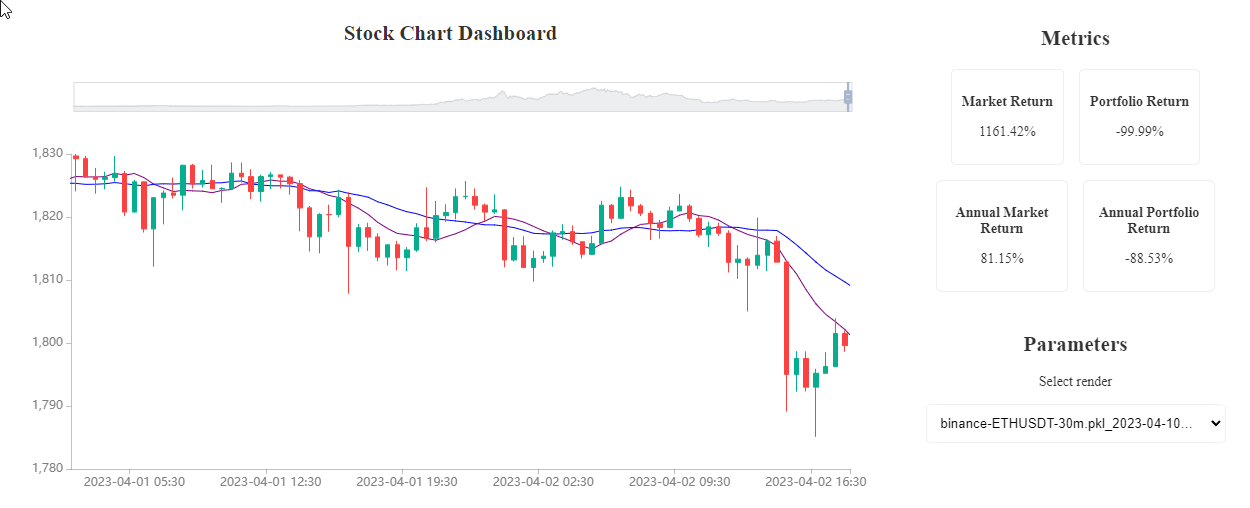 Stock Chart Dashboard
1,830
1,820
1,810
1,800
1,790
1,780
2023-04-01 05:30
2023-04-01 12:30
2023-04-01 19:30
2023-04-02 02:30
2023-04-02 09:30
2023-04-02 16:30
Metrics
Market Return
1161.42%
Portfolio Return
-99.99%
Annual Market
Return
81.15%
Annual Portfolio
Return
-88.53%
Parameters
Select render
binance-ETHUSDT-30m.pkl_2023-04-10...